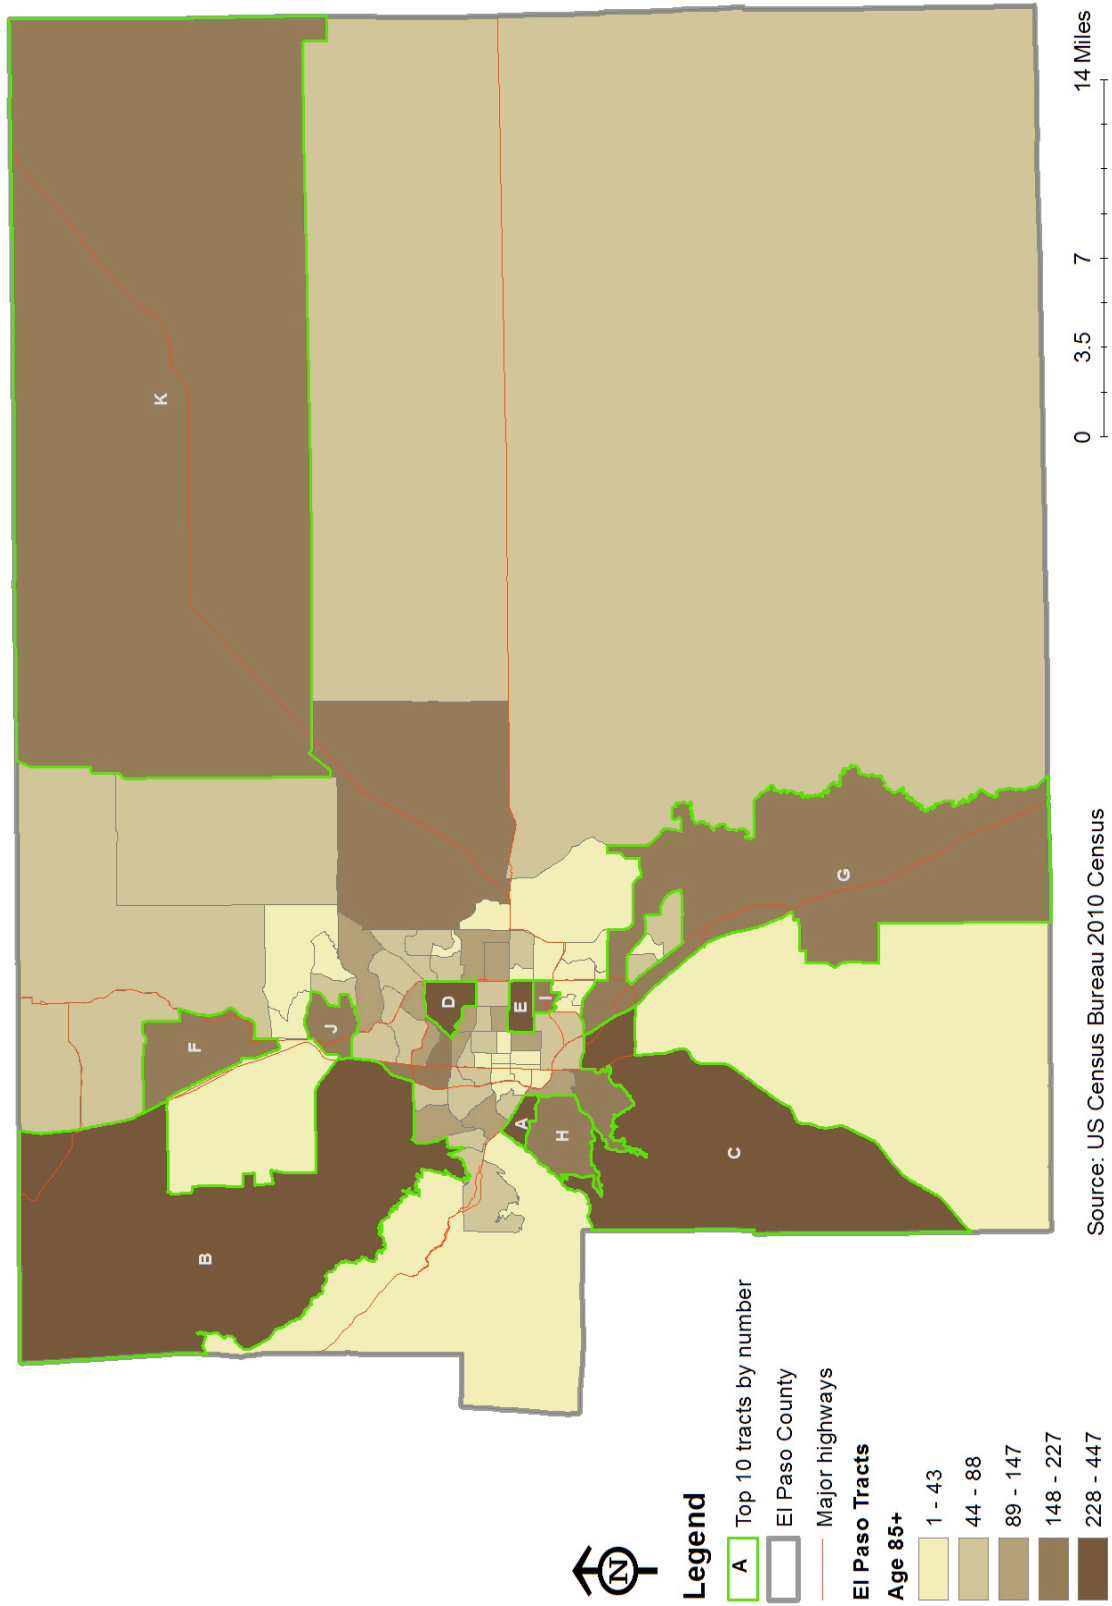 K
B
F
J
D
E
I
A
H
C
G
N
Legend
A Top 10 tracts by number
El Paso County
Major highways
El Paso Tracts
Age 85+
1 - 43
44 - 88
89 - 147
148 - 227
228 - 447
0 3.5 7 14 Miles
Source: US Census Bureau 2010 Census